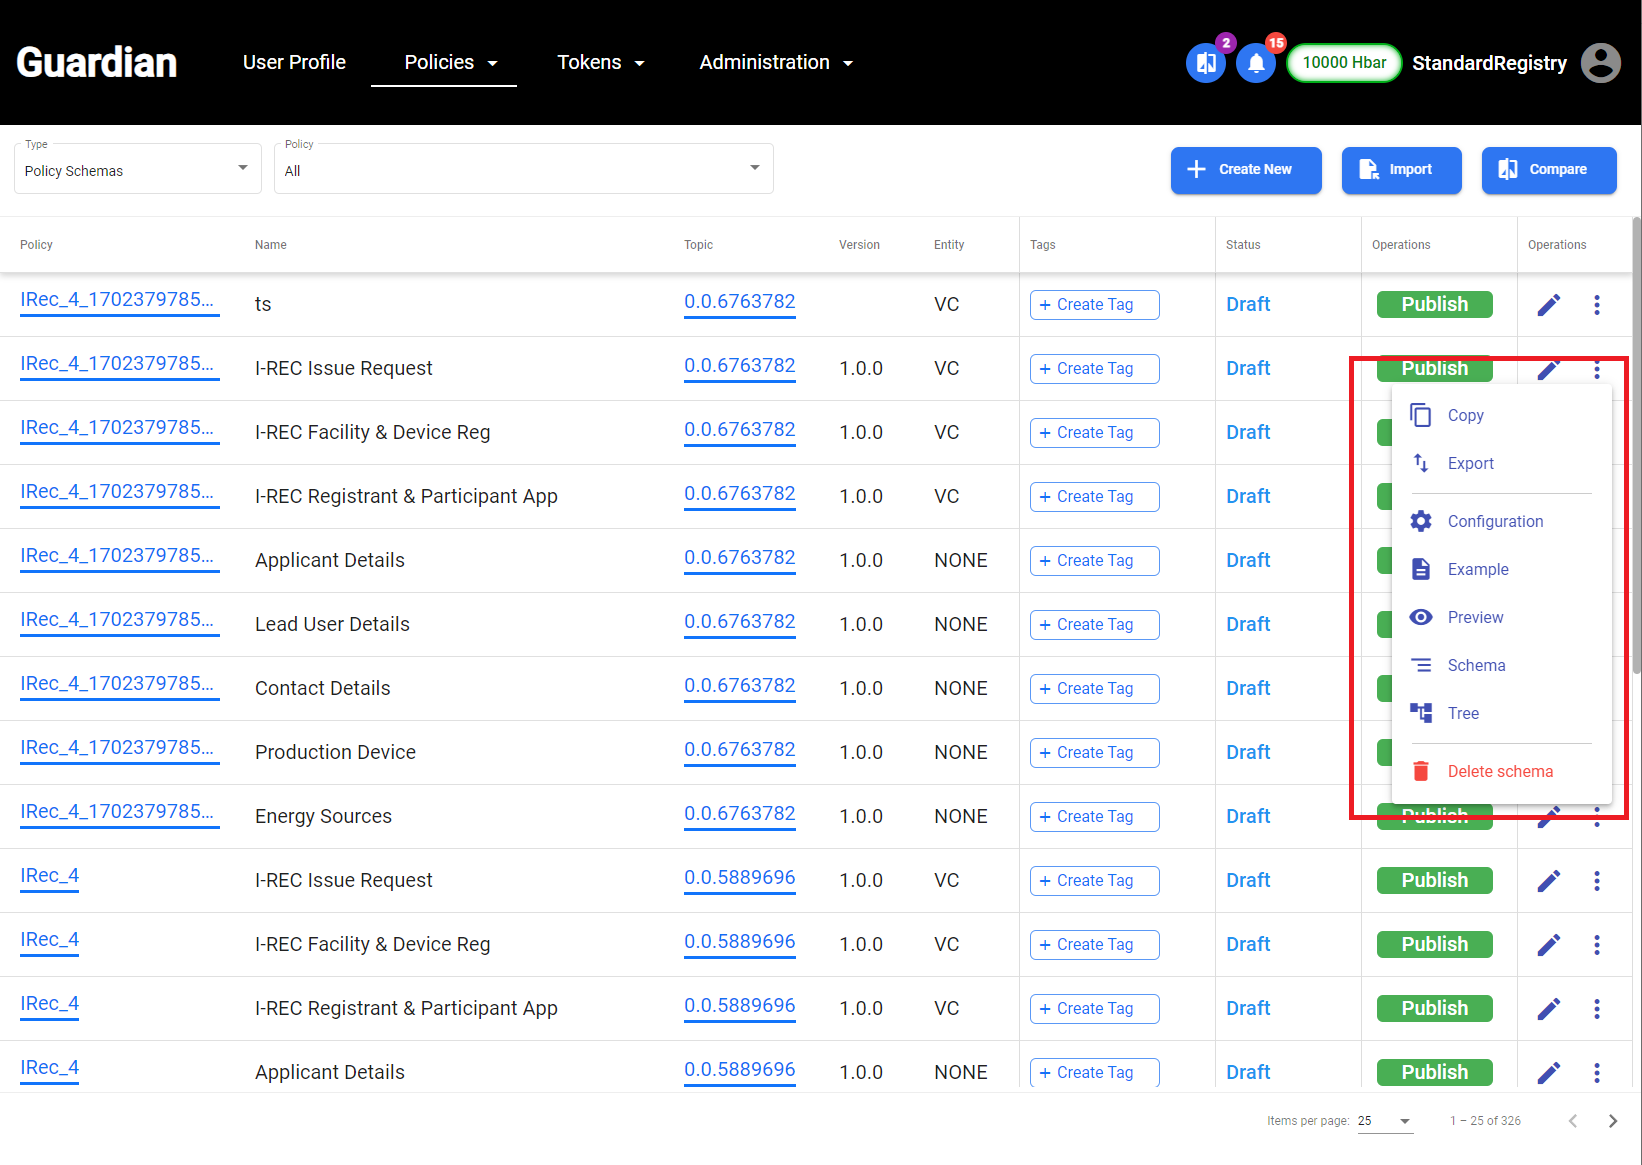 Guardian User Profile Policies Tokens Administration 2 15 10000 Hbar StandardRegistry
Type Policy
Policy Schemas All Create New Import Compare
Policy Name Topic Version Entity Tags Status Operations Operations
IRec_4_1702379785... ts 0.0.6763782 VC + Create Tag Draft Publish
IRec_4_1702379785... I-REC Issue Request 0.0.6763782 1.0.0 VC + Create Tag Draft Publish
Copy
IRec_4_1702379785... I-REC Facility & Device Reg 0.0.6763782 1.0.0 VC + Create Tag Draft
Export
IRec_4_1702379785... I-REC Registrant & Participant App 0.0.6763782 1.0.0 VC + Create Tag Draft
Configuration
IRec_4_1702379785... Applicant Details 0.0.6763782 1.0.0 NONE + Create Tag Draft
Example
IRec_4_1702379785... Lead User Details 0.0.6763782 1.0.0 NONE + Create Tag Draft
Preview
Schema
IRec_4_1702379785... Contact Details 0.0.6763782 1.0.0 NONE + Create Tag Draft
Tree
IRec_4_1702379785... Production Device 0.0.6763782 1.0.0 NONE + Create Tag Draft
Delete schema
IRec_4_1702379785... Energy Sources 0.0.6763782 1.0.0 NONE + Create Tag Draft Publish
IRec_4 I-REC Issue Request 0.0.5889696 1.0.0 VC + Create Tag Draft Publish
IRec_4 I-REC Facility & Device Reg 0.0.5889696 1.0.0 VC + Create Tag Draft Publish
IRec_4 I-REC Registrant & Participant App 0.0.5889696 1.0.0 VC + Create Tag Draft Publish
IRec_4 Applicant Details 0.0.5889696 1.0.0 NONE + Create Tag Draft Publish
Items per page: 25 1 – 25 of 326